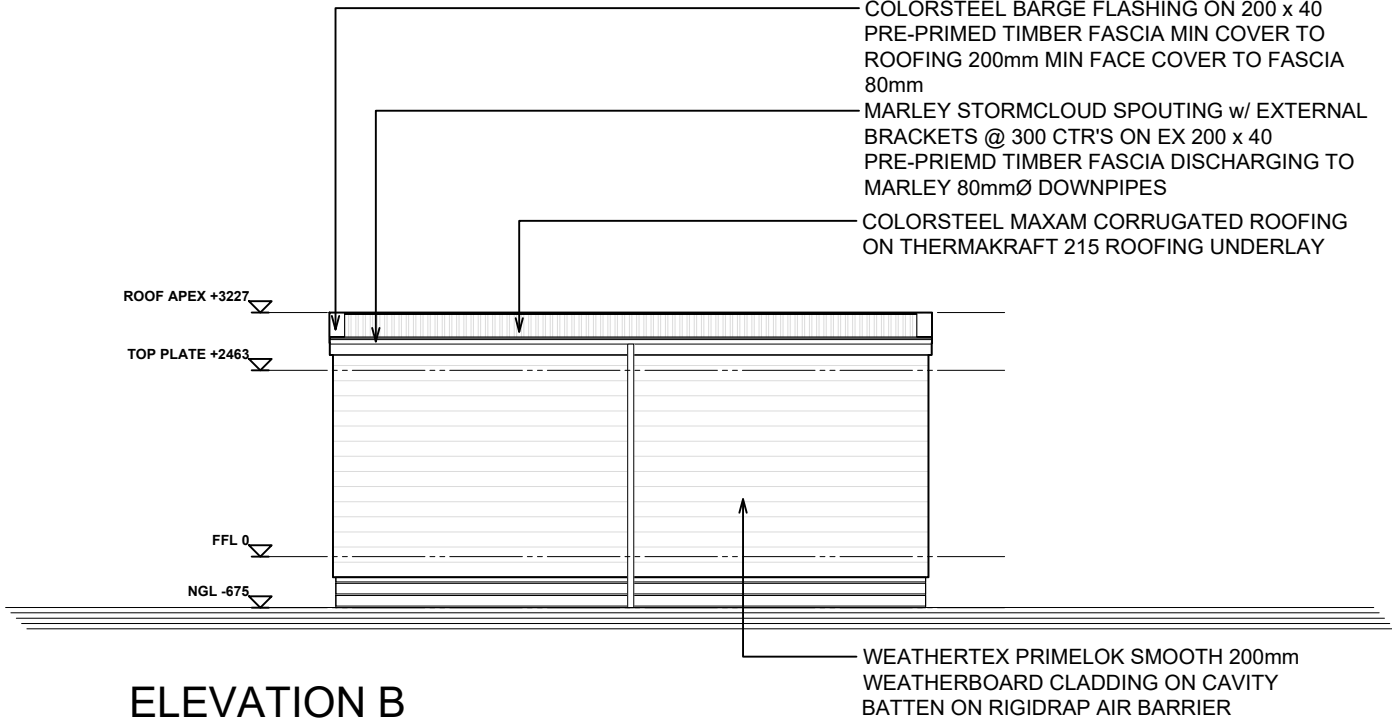 COLORSTEEL BARGE FLASHING ON 200 x 40
PRE-PRIMED TIMBER FASCIA MIN COVER TO
ROOFING 200mm MIN FACE COVER TO FASCIA
80mm
MARLEY STORMCLOUD SPOUTING w/ EXTERNAL
BRACKETS @ 300 CTR'S ON EX 200 x 40
PRE-PRIEMD TIMBER FASCIA DISCHARGING TO
MARLEY 80mmØ DOWNPIPES
COLORSTEEL MAXAM CORRUGATED ROOFING
ON THERMAKRAFT 215 ROOFING UNDERLAY
ROOF APEX +3227
TOP PLATE +2463
FFL 0
NGL -675
WEATHERTEX PRIMELOK SMOOTH 200mm
WEATHERBOARD CLADDING ON CAVITY
BATTEN ON RIGIDRAP AIR BARRIER
ELEVATION B